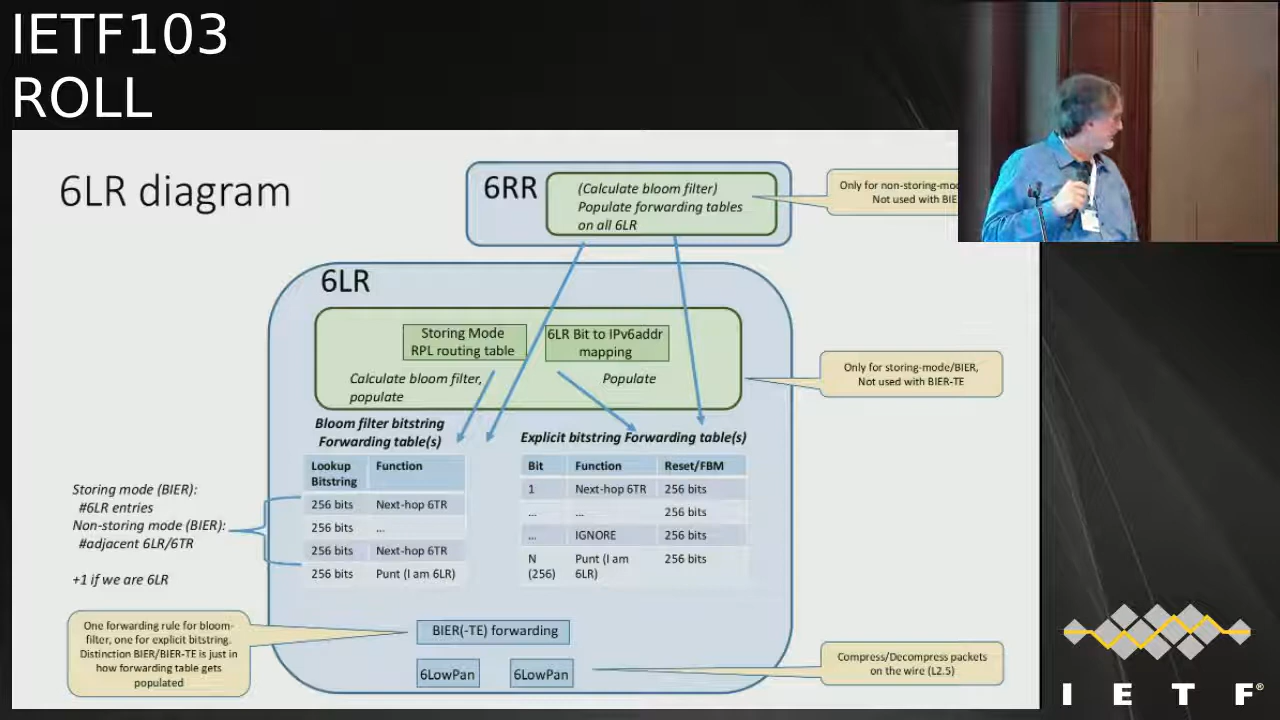 IETF103
ROLL
6LR diagram
6RR
(Calculate bloom filter)
Populate forwarding tables
on all 6LR
Only for non-storing-mo
Not used with BIE
6LR
Storing Mode
RPL routing table
6LR Bit to IPv6addr
mapping
Calculate bloom filter,
populate
Populate
Only for storing-mode/BIER,
Not used with BIER-TE
Bloom filter bitstring
Forwarding table(s)
Explicit bitstring Forwarding table(s)
Lookup Bitstring Function
256 bits Next-hop 6TR
256 bits ...
256 bits Next-hop 6TR
256 bits Punt (I am 6LR)
Bit Function Reset/FBM
1 Next-hop 6TR 256 bits
... ... 256 bits
... IGNORE 256 bits
N (256) Punt (I am 6LR) 256 bits
Storing mode (BIER):
#6LR entries
Non-storing mode (BIER):
#adjacent 6LR/6TR
+1 if we are 6LR
One forwarding rule for bloom-
filter, one for explicit bitstring.
Distinction BIER/BIER-TE is just in
how forwarding table gets
populated
BIER(-TE) forwarding
6LowPan
6LowPan
Compress/Decompress packets
on the wire (L2.5)
I E T F®